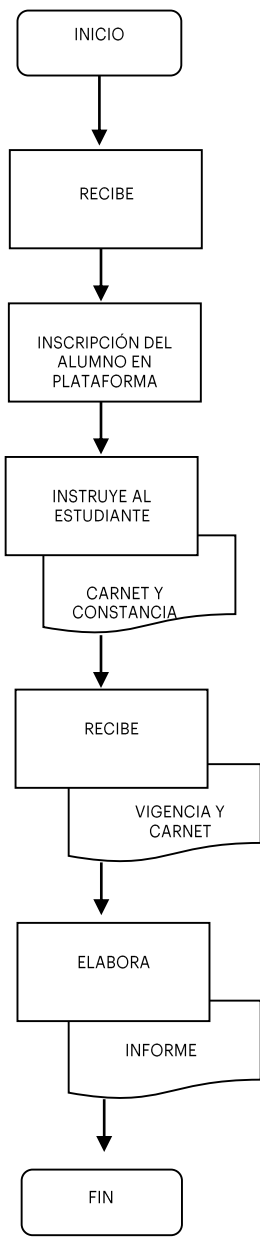 INICIO
RECIBE
INSCRIPCIÓN DEL
ALUMNO EN
PLATAFORMA
INSTRUYE AL
ESTUDIANTE
CARNET Y
CONSTANCIA
RECIBE
VIGENCIA Y
CARNET
ELABORA
INFORME
FIN